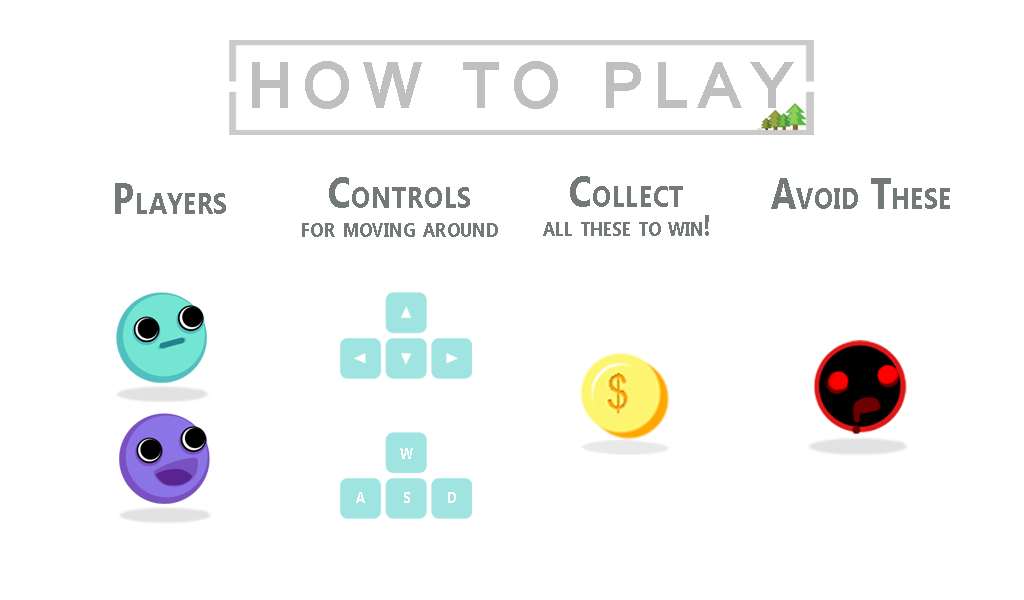 HOW TO PLAY
PLAYERS
CONTROLS
FOR MOVING AROUND
COLLECT
ALL THESE TO WIN!
AVOID THESE
▲
◄ ▼ ►
$
W
A S D